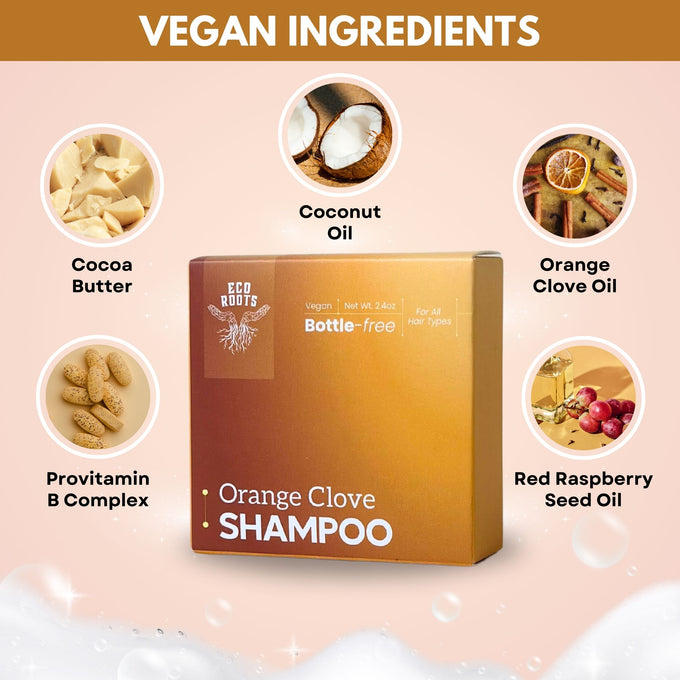 VEGAN INGREDIENTS
Coconut
Oil
Cocoa
Butter
Orange
Clove Oil
ECO
ROOTS
Vegan
Net Wt. 2.4oz
Bottle-free
For All
Hair Types
Provitamin
B Complex
Red Raspberry
Seed Oil
Orange Clove
SHAMPOO